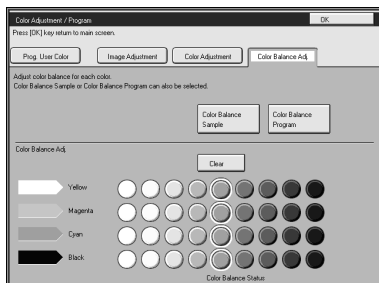 Color Adjustment / Program
OK
Press [OK] key return to main screen.
Prog. User Color
Image Adjustment
Color Adjustment
Color Balance Adj.
Adjust color balance for each color.
Color Balance Sample or Color Balance Program can also be selected.
Color Balance
Sample
Color Balance
Program
Color Balance Adj.
Clear
Yellow
Magenta
Cyan
Black
Color Balance Status